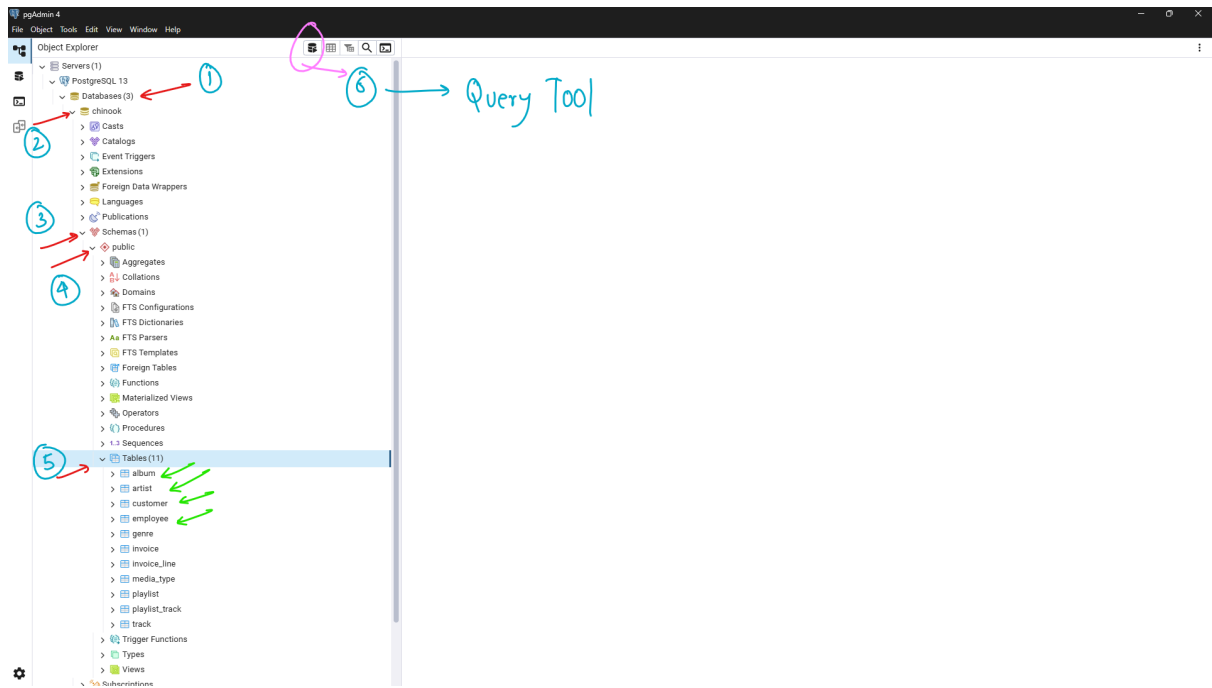 pgAdmin 4
File Object Tools Edit View Window Help
Object Explorer
Servers (1)
PostgreSQL 13
Databases (3)
1
6
Query Tool
chinook
2
Casts
Catalogs
Event Triggers
Extensions
Foreign Data Wrappers
Languages
3
Publications
Schemas (1)
public
Aggregates
Collations
4
Domains
FTS Configurations
FTS Dictionaries
Aa FTS Parsers
FTS Templates
Foreign Tables
Functions
Materialized Views
Operators
Procedures
1..3 Sequences
5
Tables (11)
album
artist
customer
employee
genre
invoice
invoice_line
media_type
playlist
playlist_track
track
Trigger Functions
Types
Views
Subscriptions